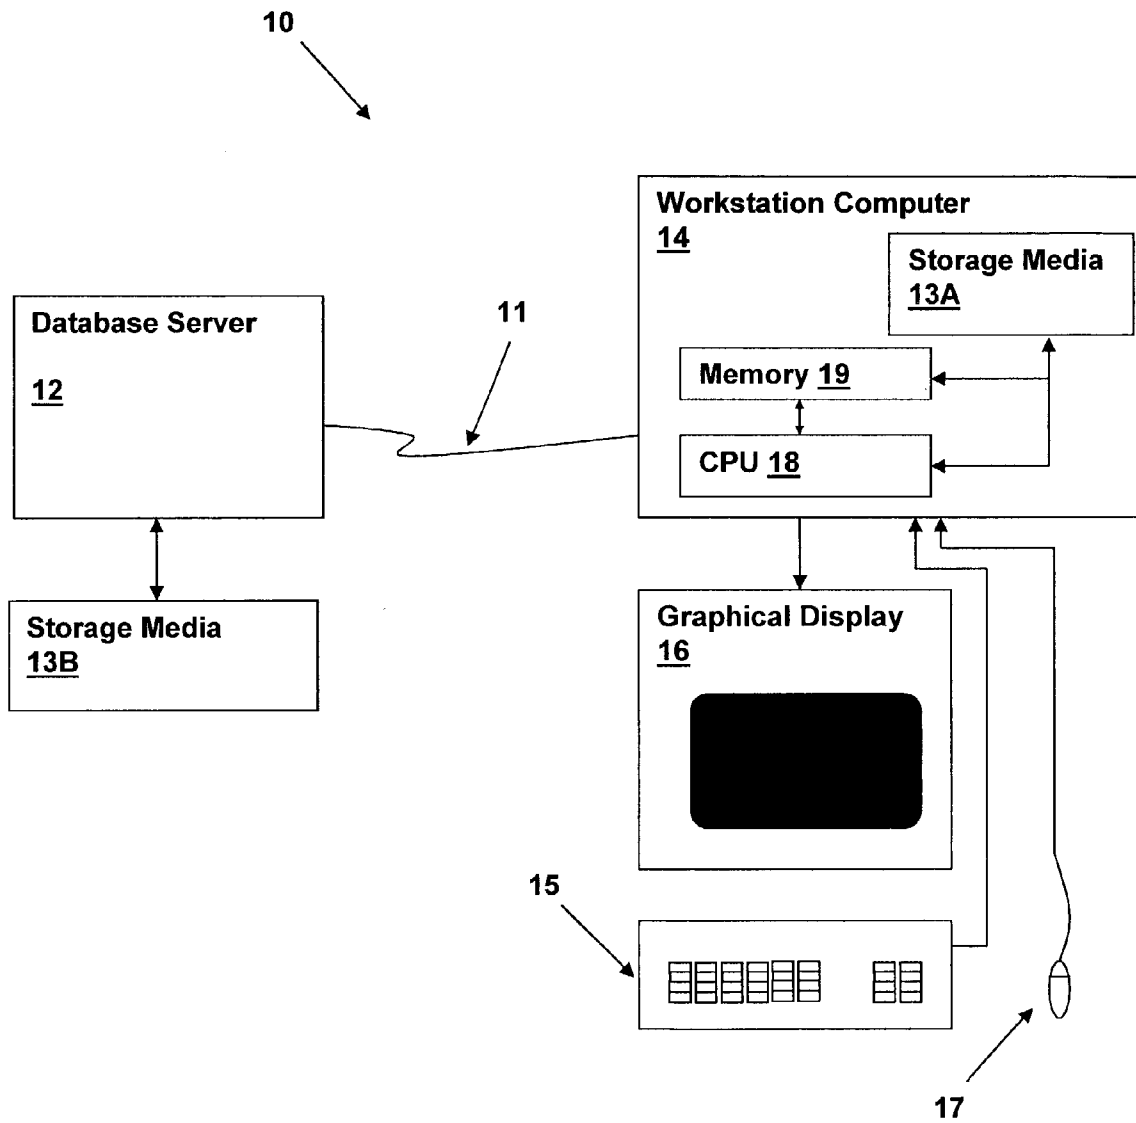 10
Workstation Computer
14
Storage Media
13A
Database Server
12
11
Memory 19
CPU 18
Storage Media
13B
Graphical Display
16
15
17